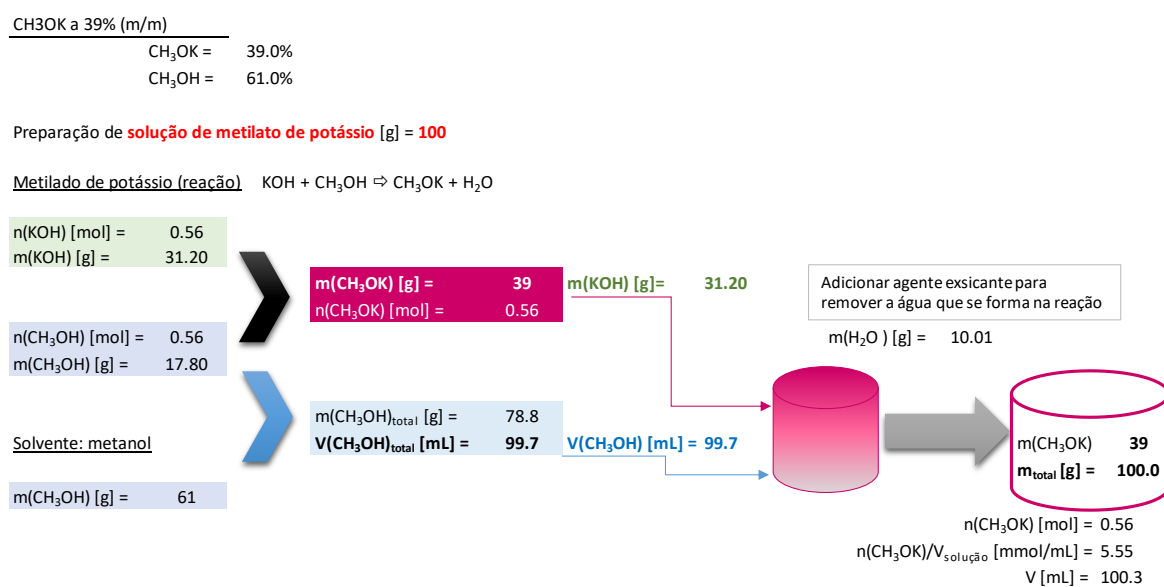 CH3OK a 39% (m/m)
CH₃OK = 39.0%
CH₃OH = 61.0%
Preparação de solução de metilato de potássio [g] = 100
Metilado de potássio (reação) KOH + CH₃OH ⇨ CH₃OK + H₂O
n(KOH) [mol] = 0.56
m(KOH) [g] = 31.20
n(CH₃OH) [mol] = 0.56
m(CH₃OH) [g] = 17.80
Solvente: metanol
m(CH₃OH) [g] = 61
m(CH₃OK) [g] = 39
n(CH₃OK) [mol] = 0.56
m(KOH) [g]= 31.20
m(CH₃OH)total [g] = 78.8
V(CH₃OH)total [mL] = 99.7
V(CH₃OH) [mL] = 99.7
Adicionar agente exsicante para
remover a água que se forma na reação
m(H₂O ) [g] = 10.01
m(CH₃OK) 39
mtotal [g] = 100.0
n(CH₃OK) [mol] = 0.56
n(CH₃OK)/Vsolução [mmol/mL] = 5.55
V [mL] = 100.3